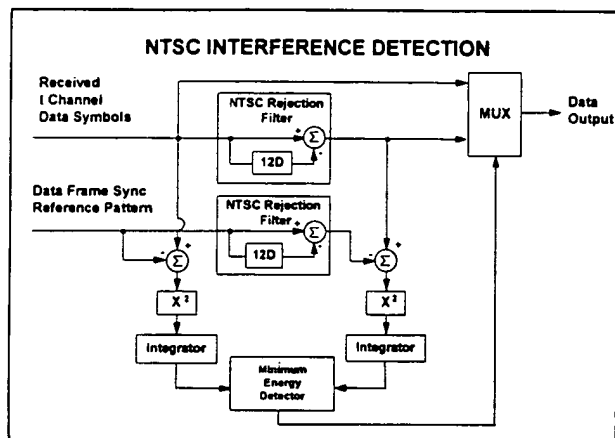 NTSC INTERFERENCE DETECTION
Received
I Channel
Data Symbols
NTSC Rejection
Filter
+
Σ
-
12D
MUX
Data
Output
Data Frame Sync
Reference Pattern
NTSC Rejection
Filter
+
Σ
-
12D
-
+
Σ
-
+
Σ
X²
X²
Integrator
Integrator
Minimum
Energy
Detector